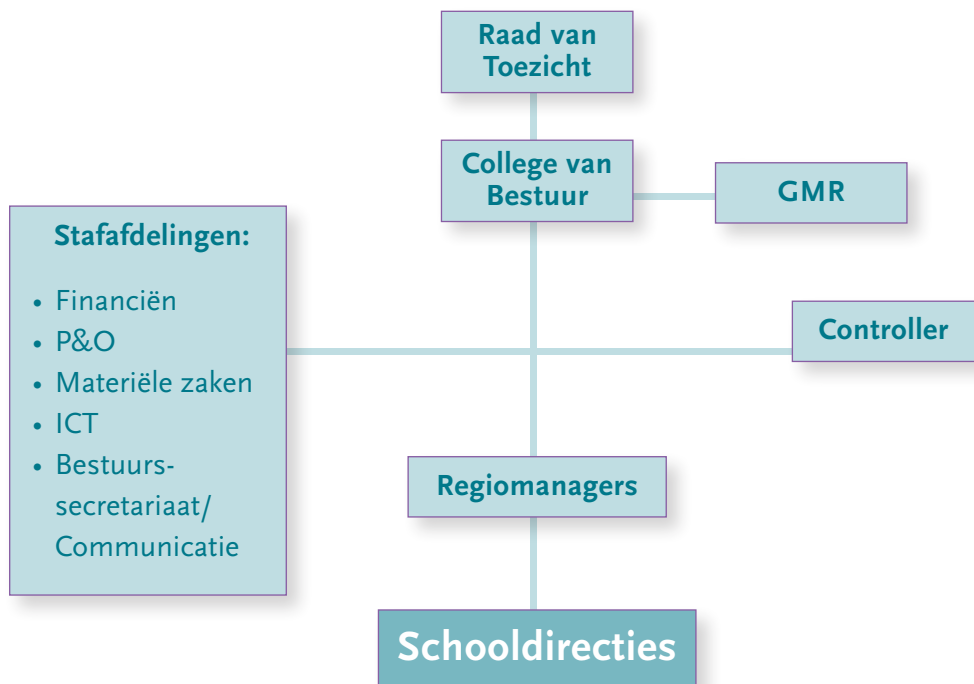 Raad van
Toezicht
College van
Bestuur
GMR
Stafafdelingen:
• Financiën
• P&O
• Materiële zaken
• ICT
• Bestuurs-
secretariaat/
Communicatie
Controller
Regiomanagers
Schooldirecties